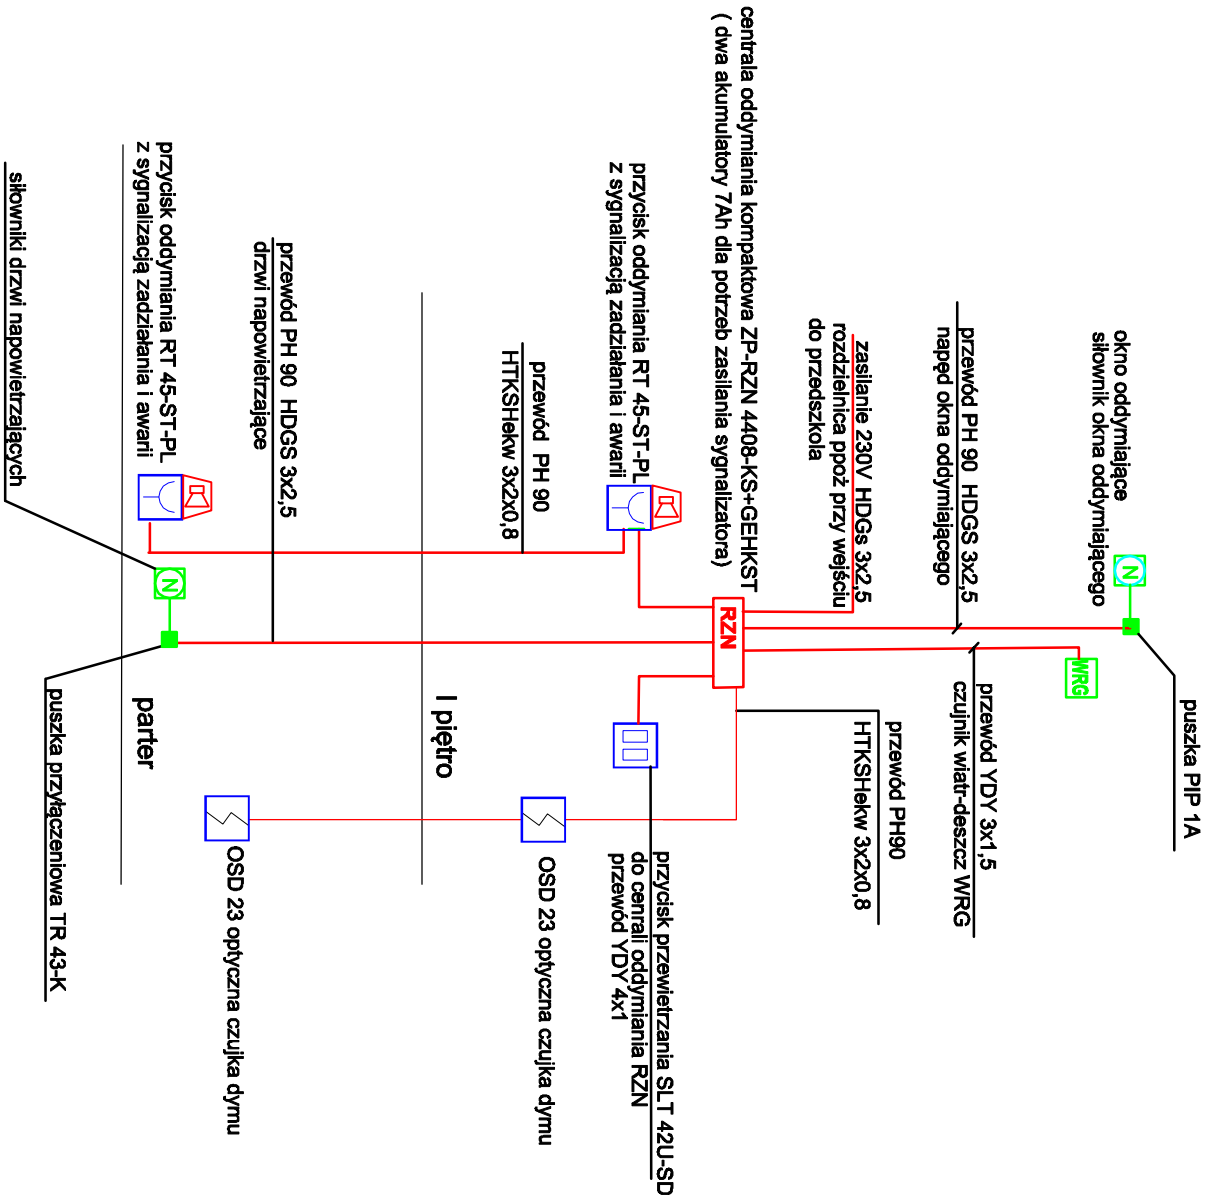 puszka PIP 1A
okno oddymiające
siłownik okna oddymiającego
N
WRG
przewód PH 90 HDGS 3x2,5
napęd okna oddymiającego
przewód YDY 3x1,5
czujnik wiatr-deszcz WRG
zasilanie 230V HDGs 3x2,5
rozdzielnica ppoż przy wejściu
do przedszkola
przewód PH90
HTKSHekw 3x2x0,8
centrala oddymiania kompaktowa ZP-RZN 4408-KS+GEHKST
( dwa akumulatory 7Ah dla potrzeb zasilania sygnalizatora)
RZN
przycisk oddymiania RT 45-ST-PL
z sygnalizacją zadziałania i awarii
przycisk przewietrzania SLT 42U-SD
do cenrali oddymiania RZN
przewód YDY 4x1
przewód PH 90
HTKSHekw 3x2x0,8
OSD 23 optyczna czujka dymu
I piętro
przewód PH 90 HDGS 3x2,5
drzwi napowietrzające
przycisk oddymiania RT 45-ST-PL
z sygnalizacją zadziałania i awarii
N
OSD 23 optyczna czujka dymu
parter
siłowniki drzwi napowietrzających
puszka przyłączeniowa TR 43-K